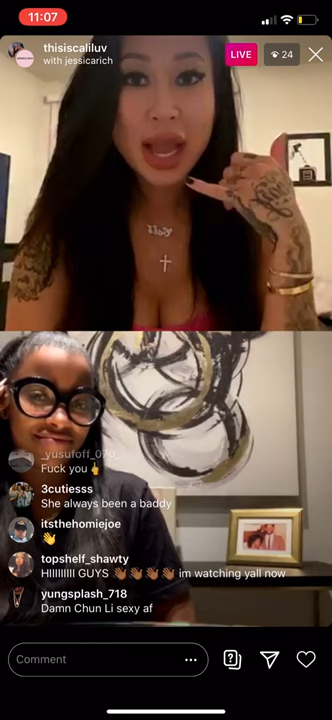 11:07
thisiscaliluv
with jessicarich
LIVE
24
_yusufoff_070_
Fuck you🖕
3cutiesss
She always been a baddy
itsthehomiejoe
👋
topshelf_shawty
HIIIIIIIII GUYS 👋🏾 👋🏾 👋🏾 👋🏾 im watching yall now
yungsplash_718
Damn Chun Li sexy af
Comment